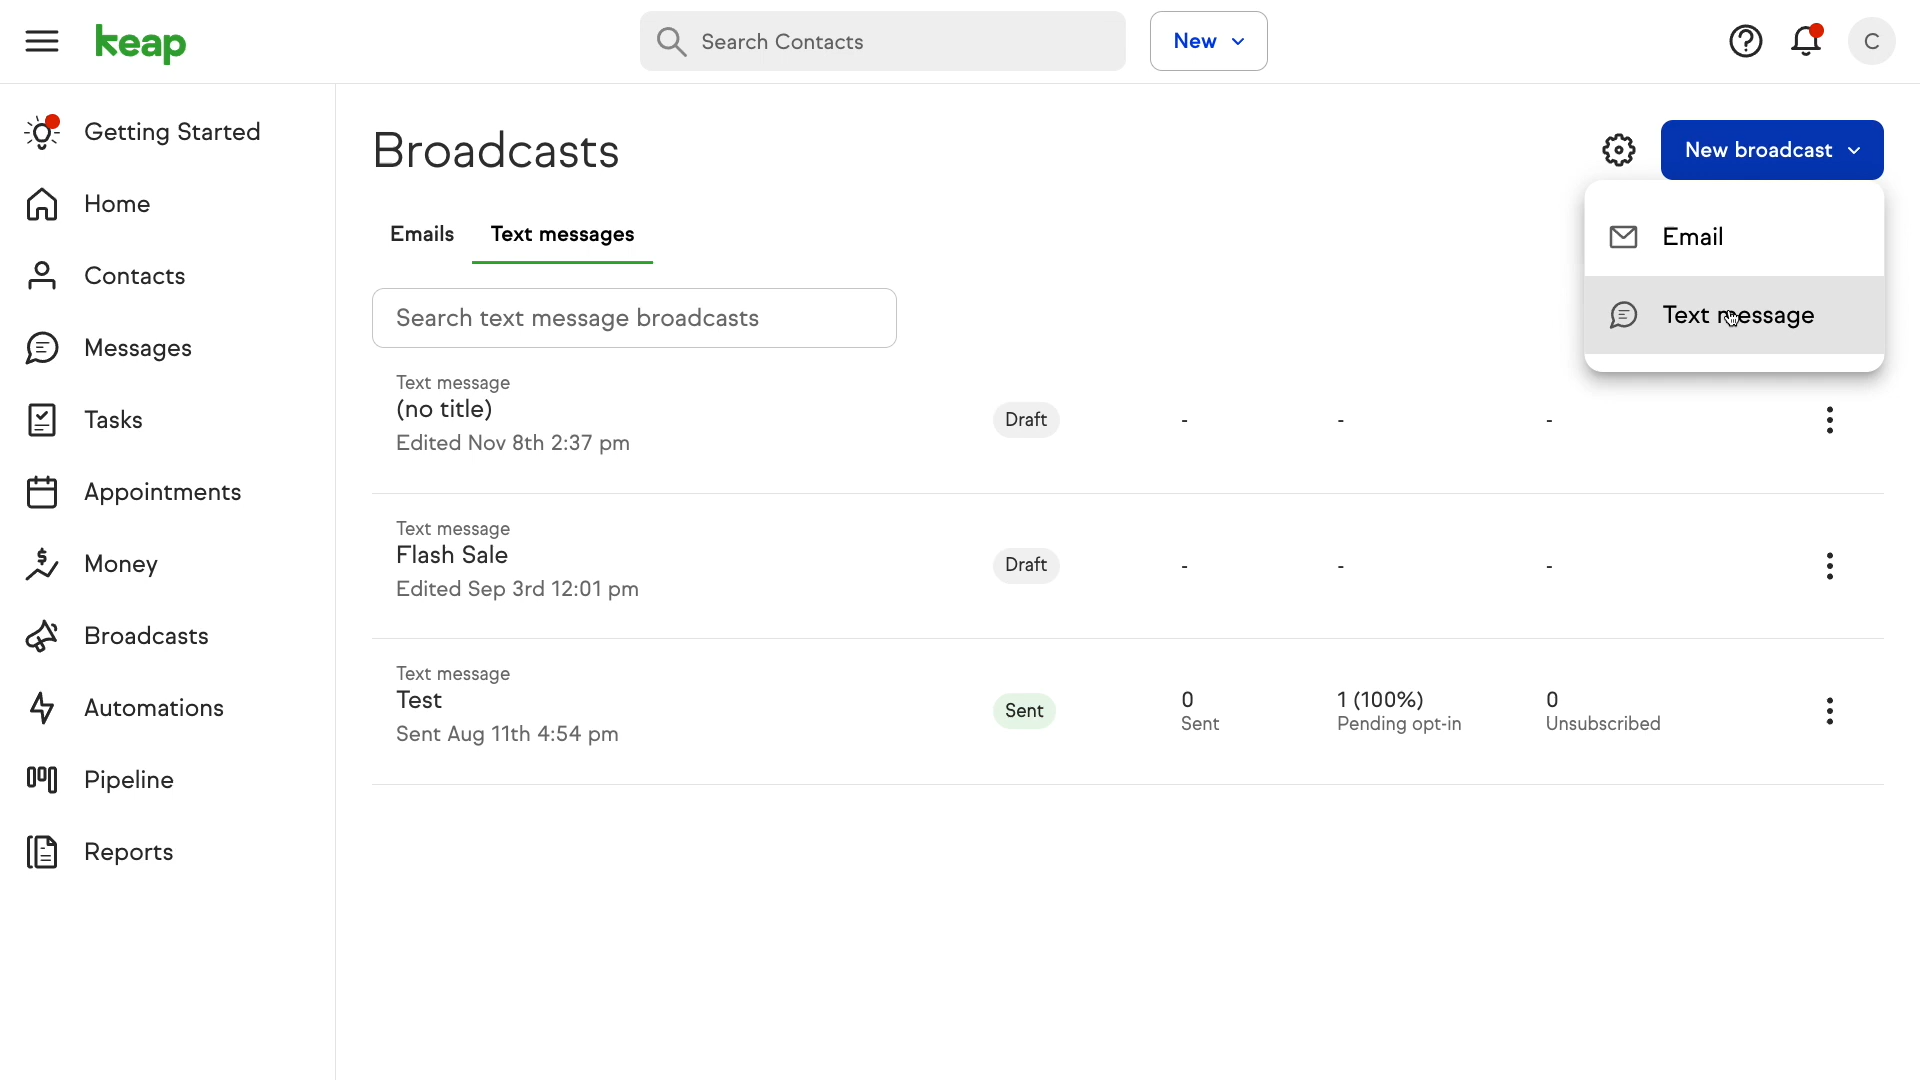 keap
Search Contacts
New
C
Getting Started
Home
Contacts
Messages
Tasks
Appointments
Money
Broadcasts
Automations
Pipeline
Reports
Broadcasts
New broadcast
Email
Text message
Emails
Text messages
Search text message broadcasts
Text message
(no title)
Edited Nov 8th 2:37 pm
Draft
-
-
-
Text message
Flash Sale
Edited Sep 3rd 12:01 pm
Draft
-
-
-
Text message
Test
Sent Aug 11th 4:54 pm
Sent
0
Sent
1 (100%)
Pending opt-in
0
Unsubscribed